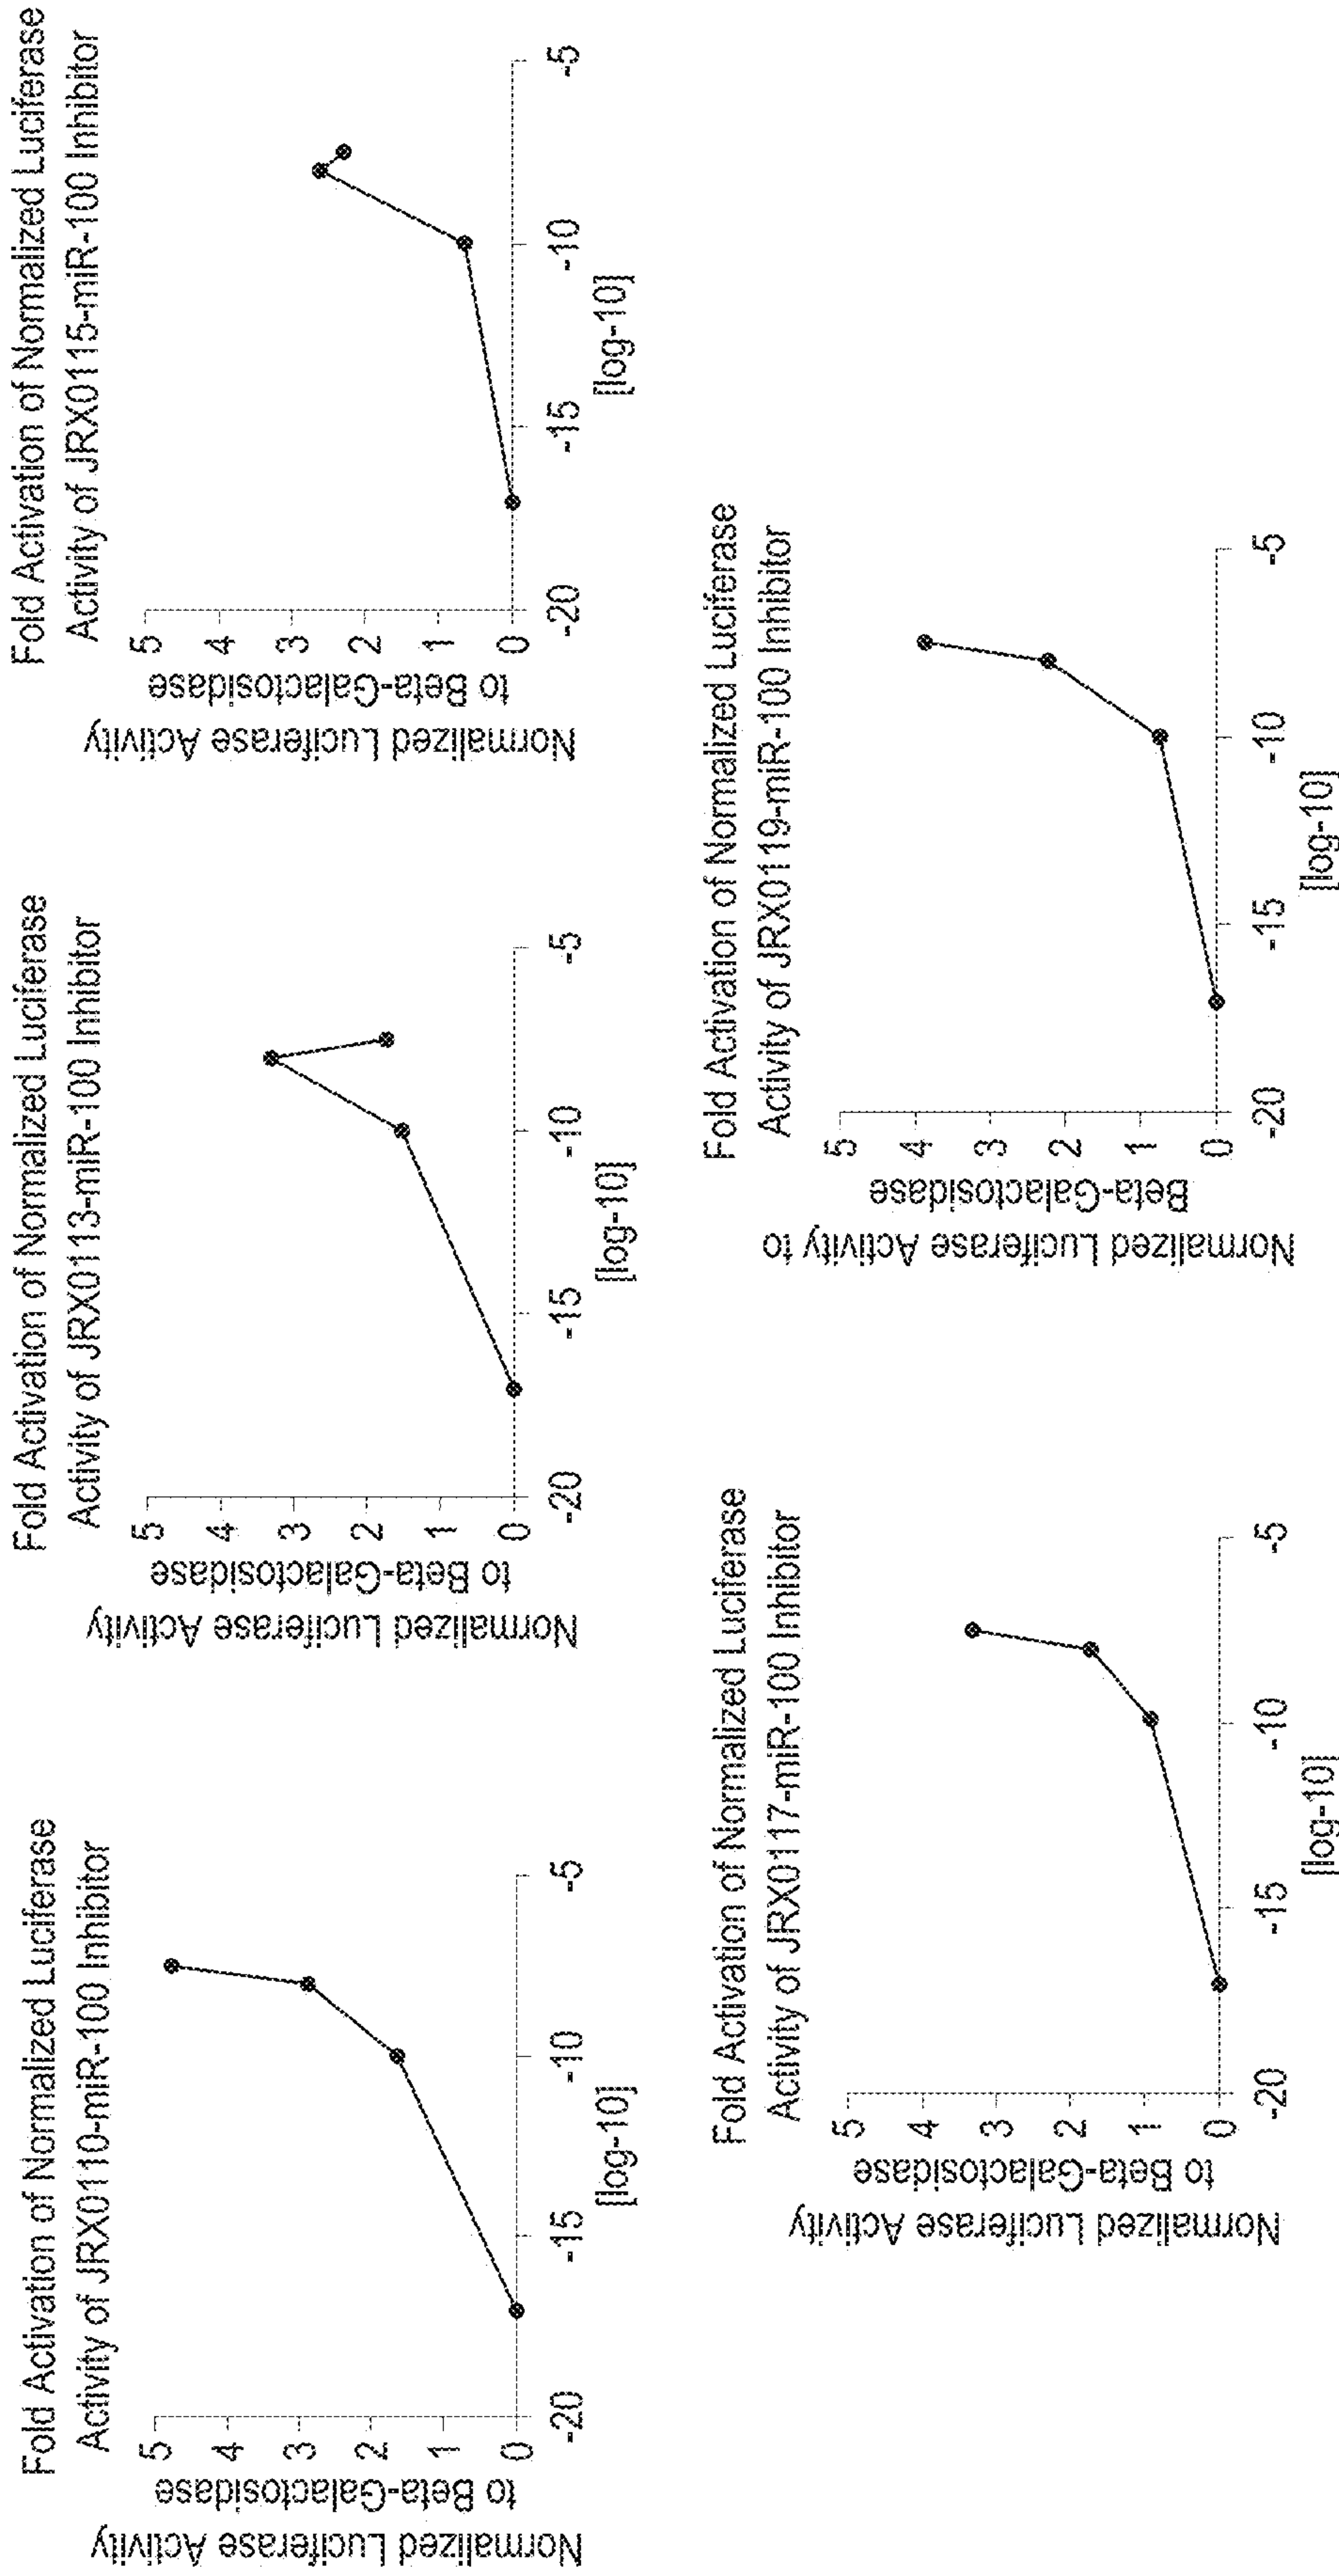 Fold Activation of Normalized Luciferase
Activity of JRX0110-miR-100 Inhibitor
Normalized Luciferase Activity
to Beta-Galactosidase
5
4
3
2
1
0
-20
-15
-10
-5
[log-10]
Fold Activation of Normalized Luciferase
Activity of JRX0113-miR-100 Inhibitor
Normalized Luciferase Activity
to Beta-Galactosidase
5
4
3
2
1
0
-20
-15
-10
-5
[log-10]
Fold Activation of Normalized Luciferase
Activity of JRX0115-miR-100 Inhibitor
Normalized Luciferase Activity
to Beta-Galactosidase
5
4
3
2
1
0
-20
-15
-10
-5
[log-10]
Fold Activation of Normalized Luciferase
Activity of JRX0117-miR-100 Inhibitor
Normalized Luciferase Activity
to Beta-Galactosidase
5
4
3
2
1
0
-20
-15
-10
-5
[log-10]
Fold Activation of Normalized Luciferase
Activity of JRX0119-miR-100 Inhibitor
Normalized Luciferase Activity to
Beta-Galactosidase
5
4
3
2
1
0
-20
-15
-10
-5
[log-10]